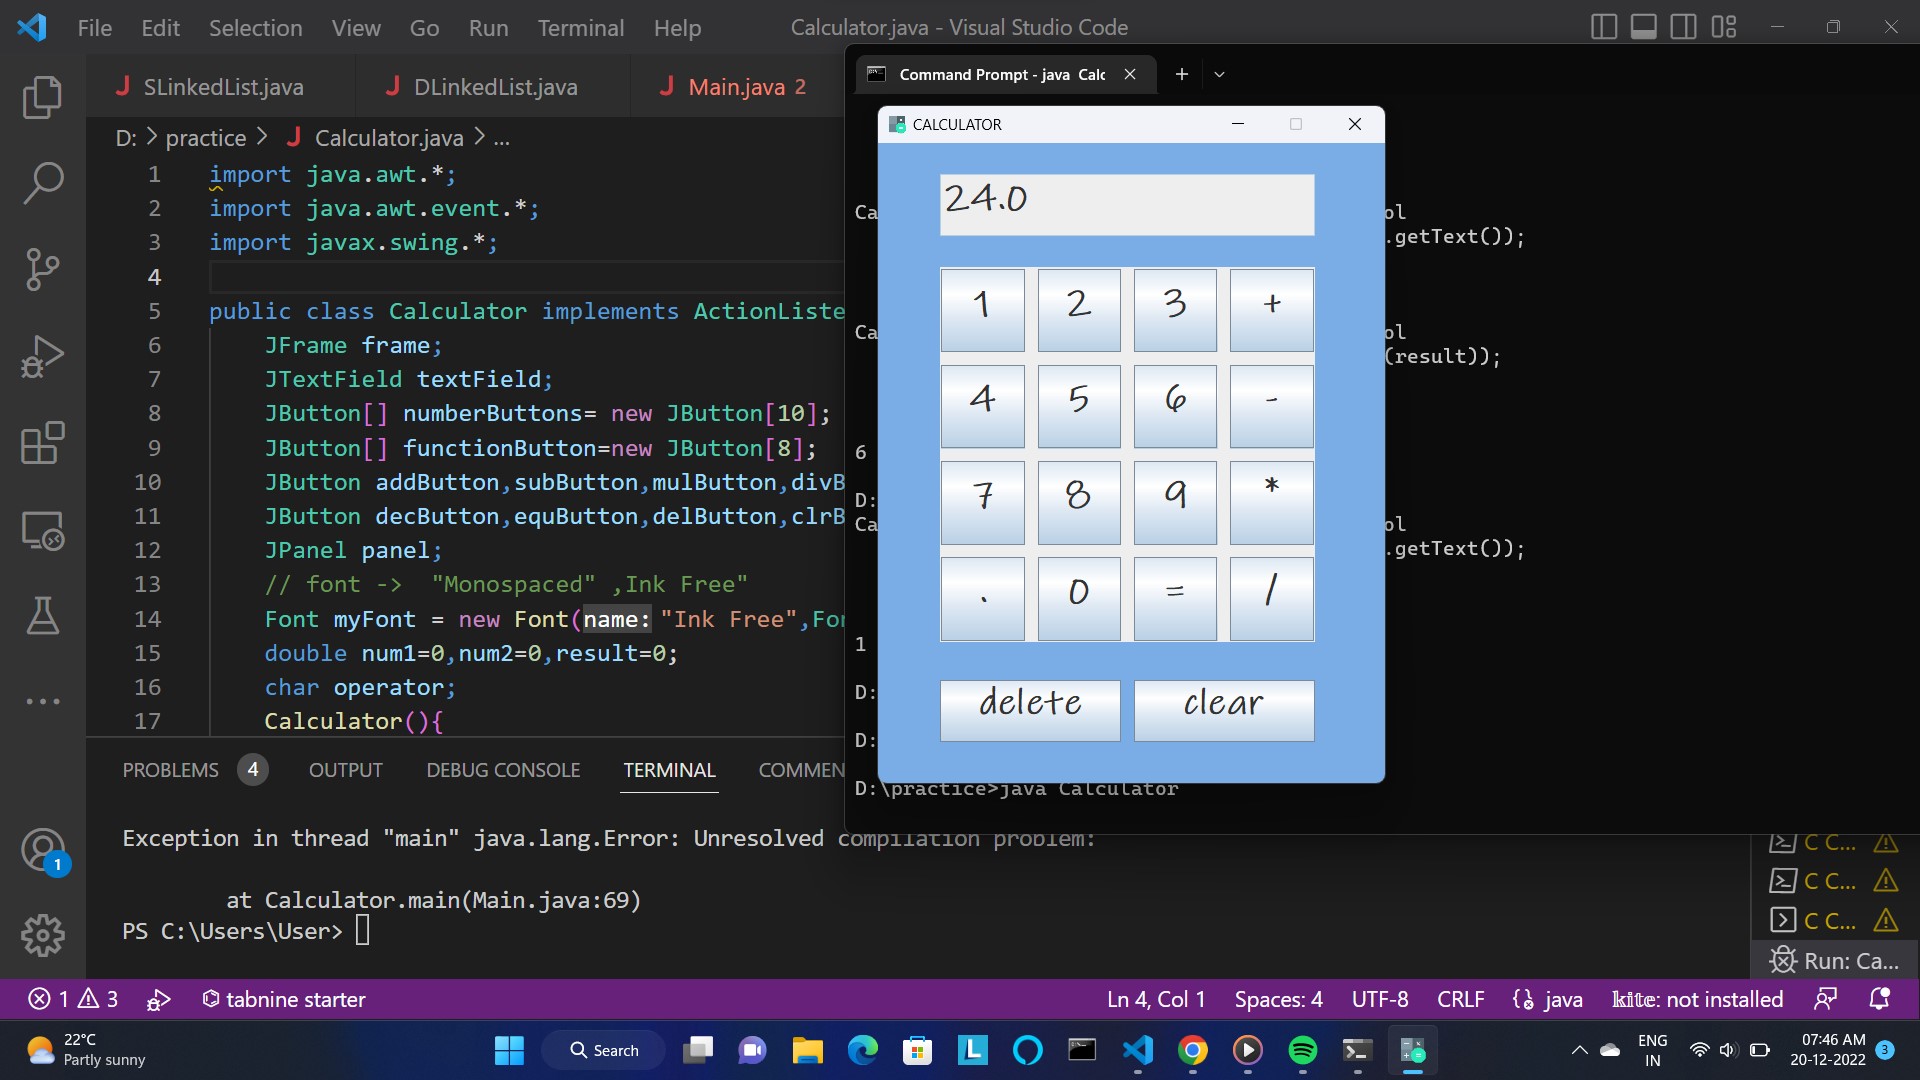 File Edit Selection View Go Run Terminal Help
Calculator.java - Visual Studio Code
SLinkedList.java
DLinkedList.java
Main.java 2
D: > practice > Calculator.java > ...
1 import java.awt.*;
2 import java.awt.event.*;
3 import javax.swing.*;
4
5 public class Calculator implements ActionListe
6 JFrame frame;
7 JTextField textField;
8 JButton[] numberButtons= new JButton[10];
9 JButton[] functionButton=new JButton[8];
10 JButton addButton,subButton,mulButton,divB
11 JButton decButton,equButton,delButton,clrB
12 JPanel panel;
13 // font -> "Monospaced" ,Ink Free"
14 Font myFont = new Font(name: "Ink Free",Fon
15 double num1=0,num2=0,result=0;
16 char operator;
17 Calculator(){
Command Prompt - java Calc
Ca ol
.getText());
Ca ol
(result));
6
D:
Ca ol
.getText());
1
D:
D:
D:\practice>java Calculator
CALCULATOR
24.0
1 2 3 +
4 5 6 -
7 8 9 *
. 0 = /
delete clear
PROBLEMS 4 OUTPUT DEBUG CONSOLE TERMINAL COMMEN
Exception in thread "main" java.lang.Error: Unresolved compilation problem:
at Calculator.main(Main.java:69)
PS C:\Users\User>
C C...
C C...
C C...
Run: Ca...
1
1 3 tabnine starter
Ln 4, Col 1 Spaces: 4 UTF-8 CRLF java kite: not installed
22°C
Partly sunny
Search
L
ENG
IN
07:46 AM
20-12-2022
3